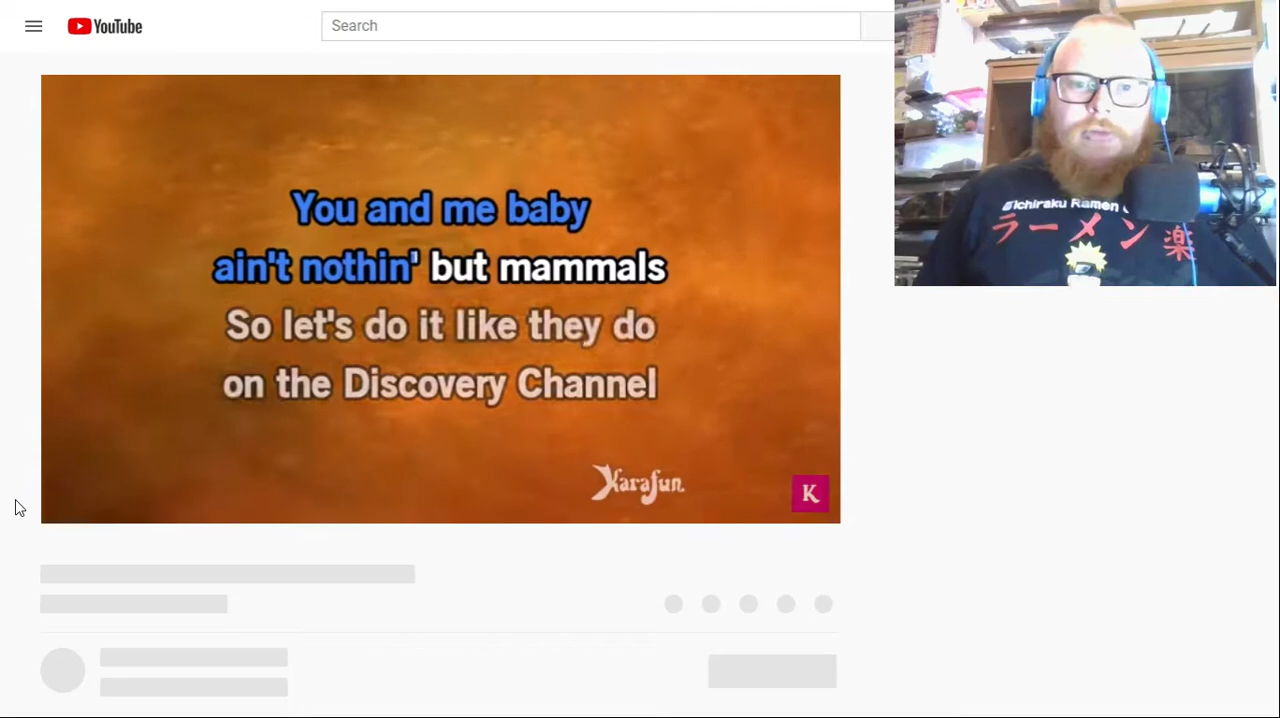 YouTube
Search
You and me baby
ain't nothin' but mammals
So let's do it like they do
on the Discovery Channel
Karafun
K
Ichiraku Ramen
ラーメン 楽